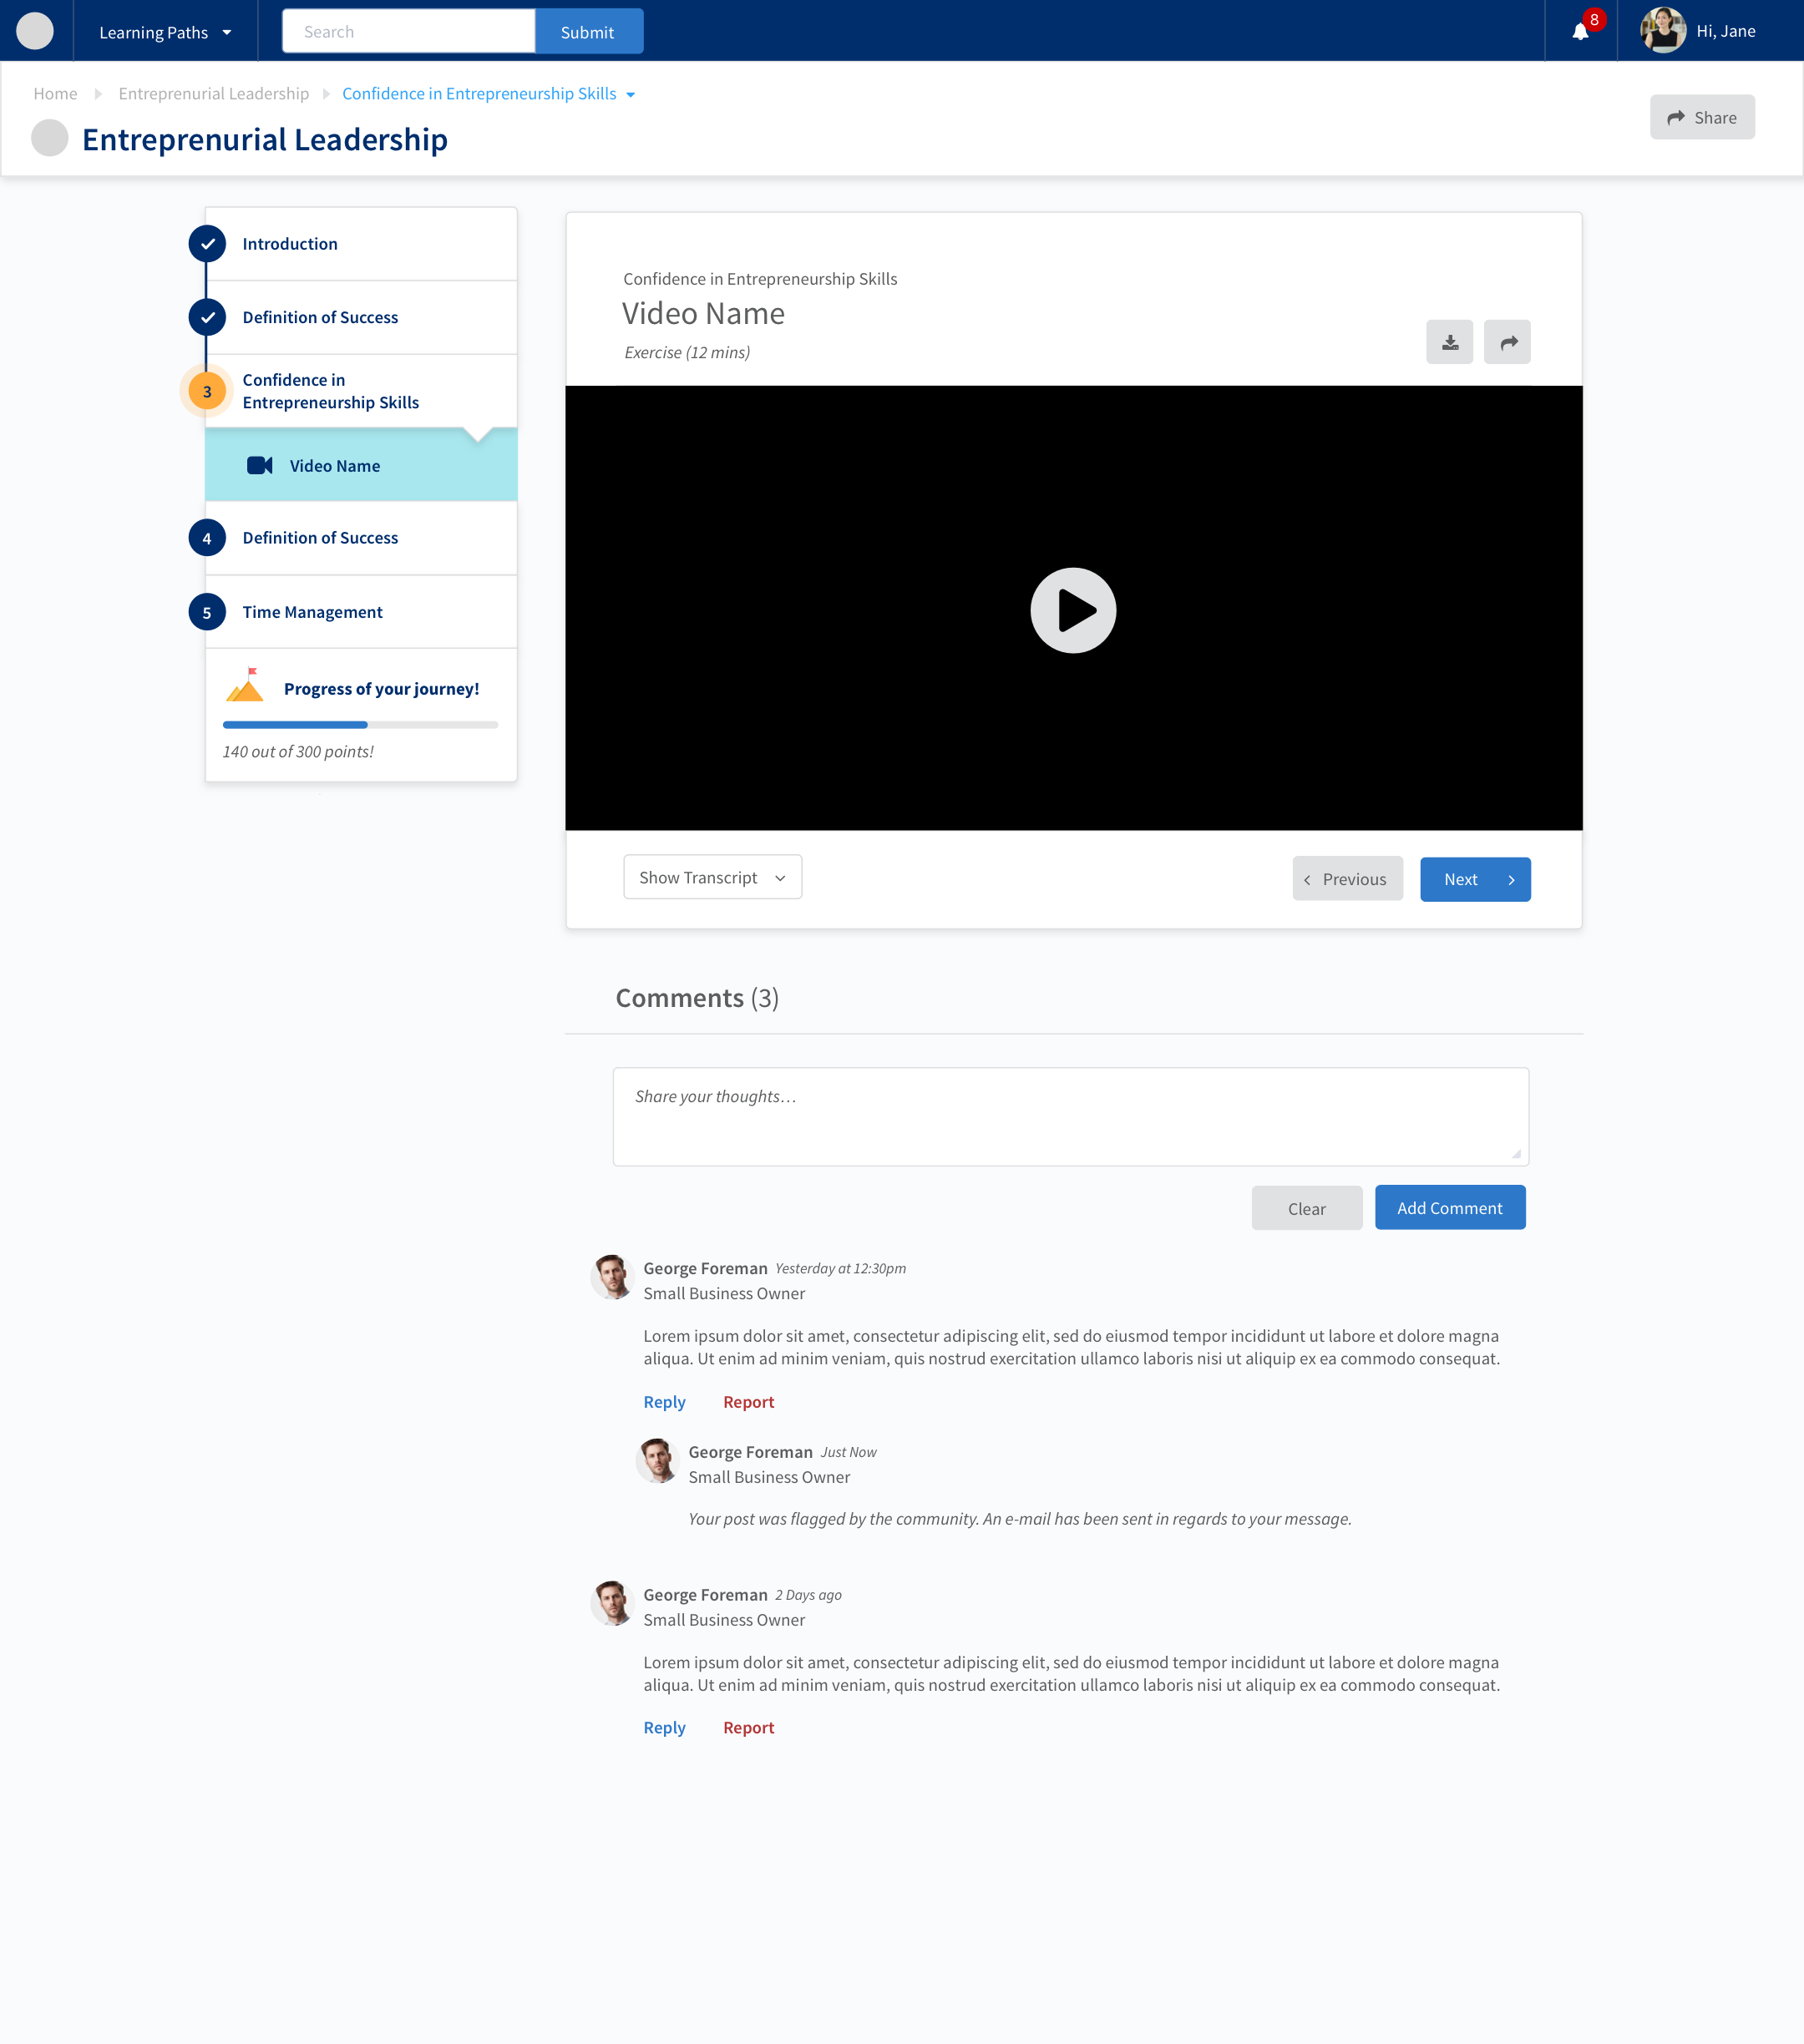 Learning Paths
Search
Submit
8
Hi, Jane
Home
Entreprenurial Leadership
Confidence in Entrepreneurship Skills
Entreprenurial Leadership
Share
Introduction
Definition of Success
3
Confidence in
Entrepreneurship Skills
Video Name
4
Definition of Success
5
Time Management
Progress of your journey!
140 out of 300 points!
Confidence in Entrepreneurship Skills
Video Name
Exercise (12 mins)
Show Transcript
Previous
Next
Comments (3)
Share your thoughts…
Clear
Add Comment
George Foreman Yesterday at 12:30pm
Small Business Owner
Lorem ipsum dolor sit amet, consectetur adipiscing elit, sed do eiusmod tempor incididunt ut labore et dolore magna
aliqua. Ut enim ad minim veniam, quis nostrud exercitation ullamco laboris nisi ut aliquip ex ea commodo consequat.
Reply Report
George Foreman Just Now
Small Business Owner
Your post was flagged by the community. An e-mail has been sent in regards to your message.
George Foreman 2 Days ago
Small Business Owner
Lorem ipsum dolor sit amet, consectetur adipiscing elit, sed do eiusmod tempor incididunt ut labore et dolore magna
aliqua. Ut enim ad minim veniam, quis nostrud exercitation ullamco laboris nisi ut aliquip ex ea commodo consequat.
Reply Report